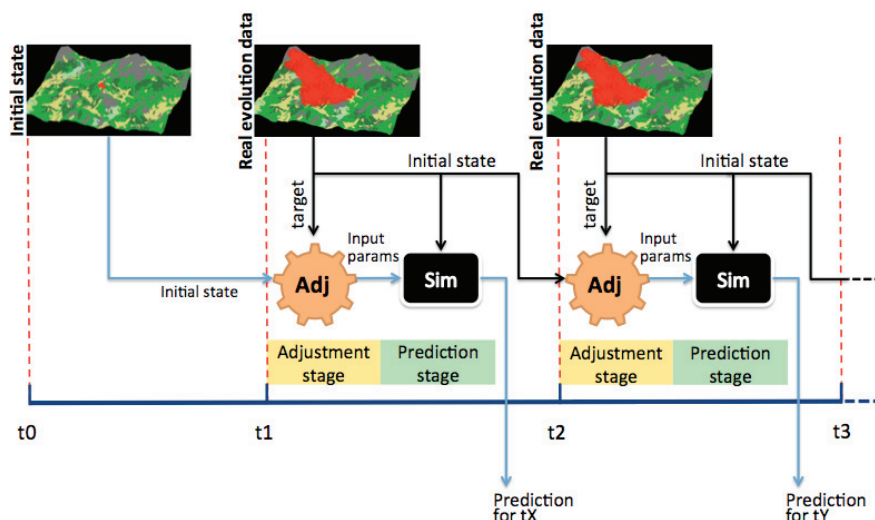 Initial state
Real evolution data
Real evolution data
Initial state
Initial state
target
target
Input
params
Input
params
Adj
Sim
Adj
Sim
Initial state
Adjustment
stage
Prediction
stage
Adjustment
stage
Prediction
stage
t0
t1
t2
t3
Prediction
for tX
Prediction
for tY